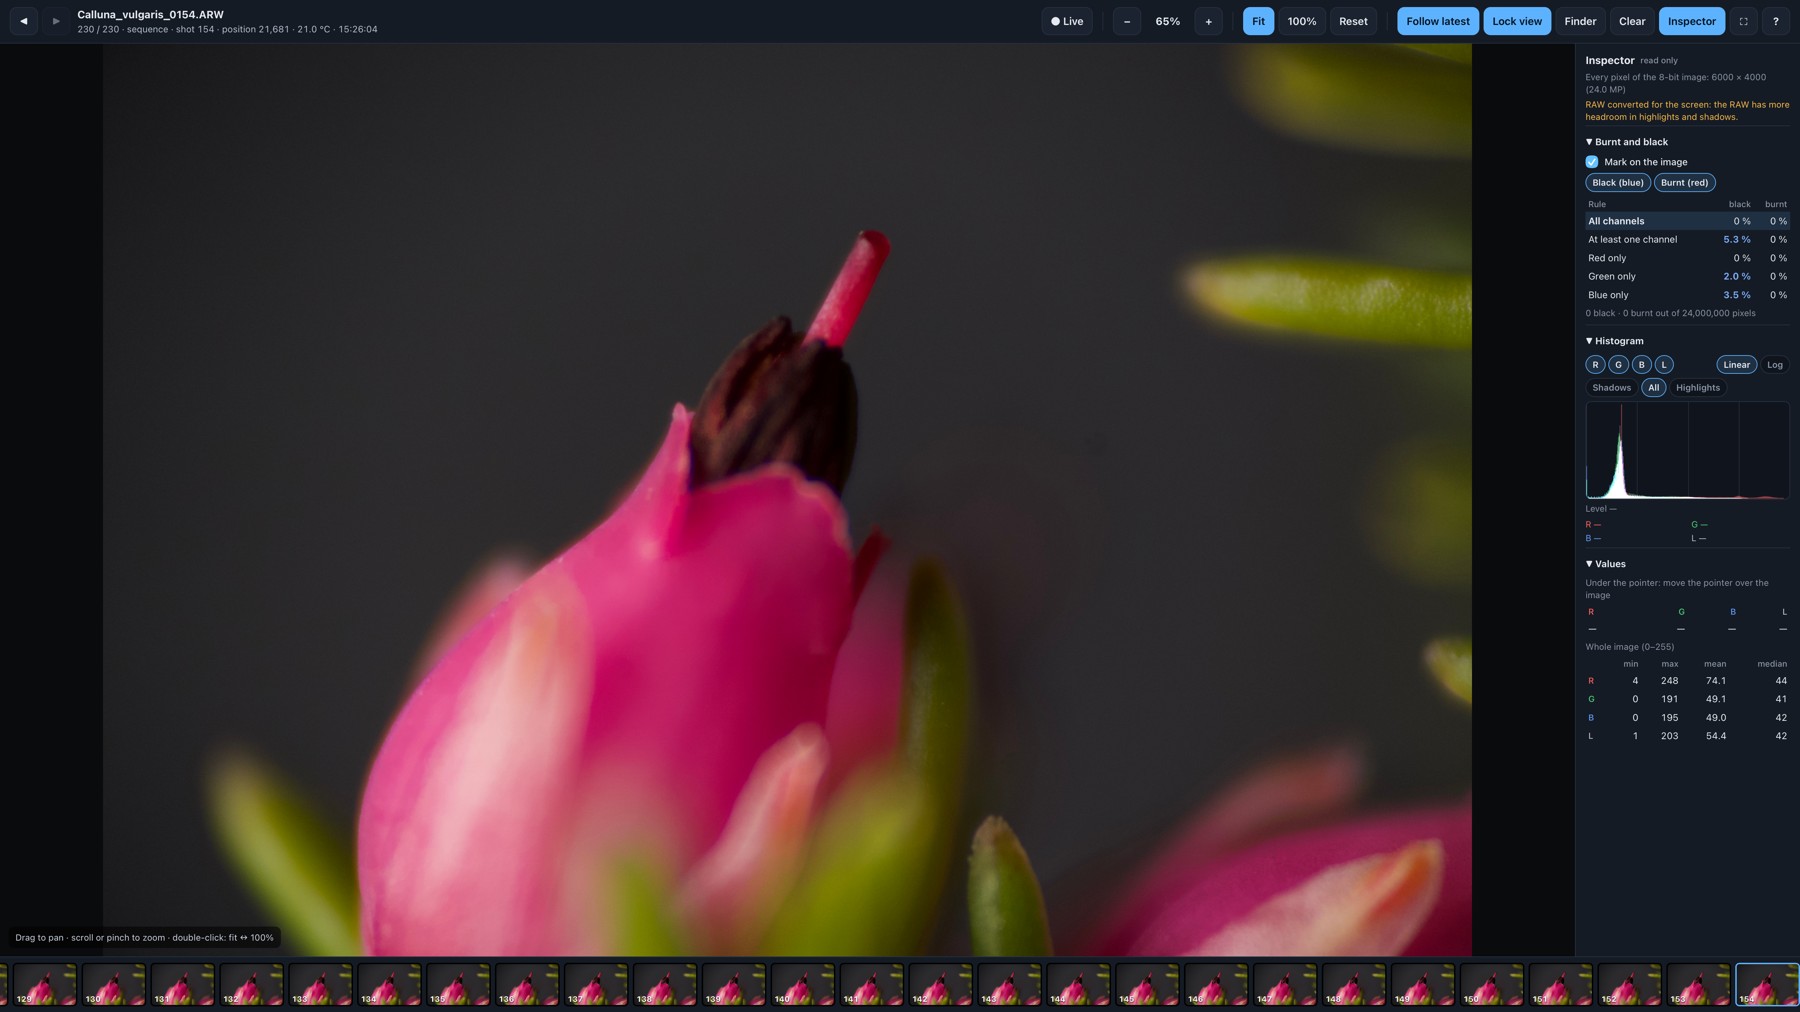 ◀ ▶ Calluna_vulgaris_0154.ARW
230 / 230 · sequence · shot 154 · position 21,681 · 21.0 °C · 15:26:04
Live − 65% + Fit 100% Reset Follow latest Lock view Finder Clear Inspector ?
Inspector read only
Every pixel of the 8-bit image: 6000 × 4000
(24.0 MP)
RAW converted for the screen: the RAW has more
headroom in highlights and shadows.
▼ Burnt and black
Mark on the image
Black (blue) Burnt (red)
Rule black burnt
All channels 0 % 0 %
At least one channel 5.3 % 0 %
Red only 0 % 0 %
Green only 2.0 % 0 %
Blue only 3.5 % 0 %
0 black · 0 burnt out of 24,000,000 pixels
▼ Histogram
R G B L Linear Log
Shadows All Highlights
Level —
R — G —
B — L —
▼ Values
Under the pointer: move the pointer over the
image
R G B L
— — — —
Whole image (0–255)
min max mean median
R 4 248 74.1 44
G 0 191 49.1 41
B 0 195 49.0 42
L 1 203 54.4 42
Drag to pan · scroll or pinch to zoom · double-click: fit ↔ 100%
129 130 131 132 133 134 135 136 137 138 139 140 141 142 143 144 145 146 147 148 149 150 151 152 153 154